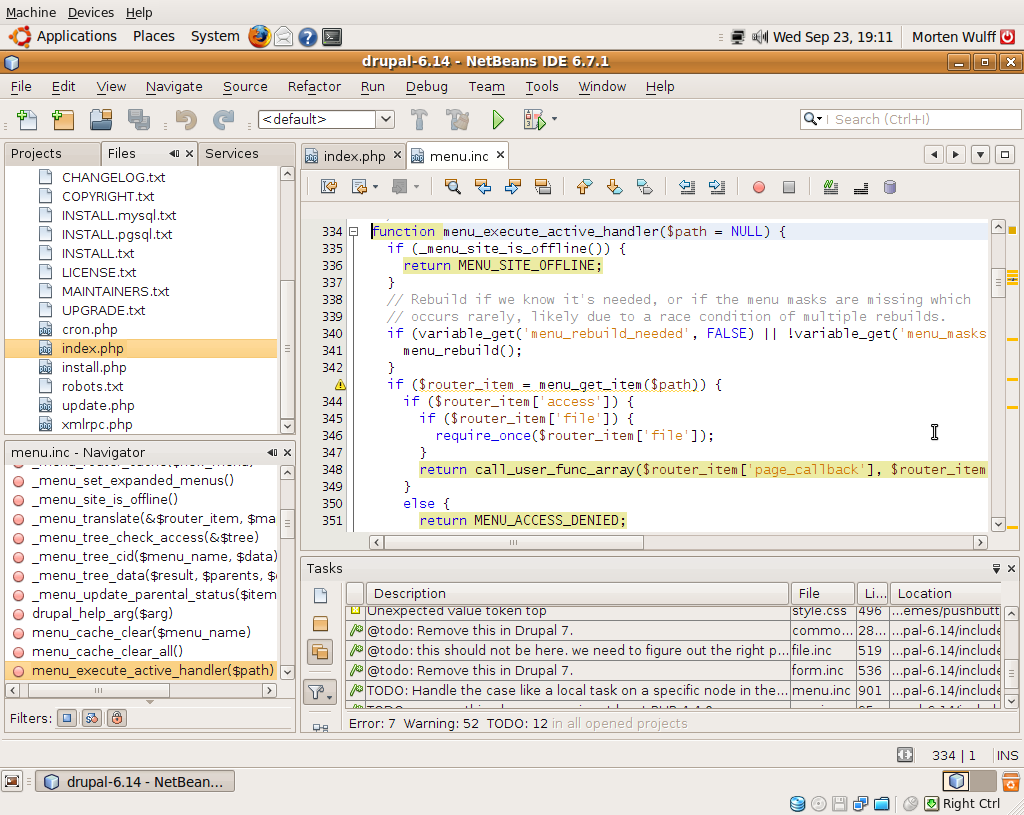 Machine Devices Help
Applications Places System Wed Sep 23, 19:11 Morten Wulff
drupal-6.14 - NetBeans IDE 6.7.1
File Edit View Navigate Source Refactor Run Debug Team Tools Window Help
<default> Search (Ctrl+I)
Projects Files Services
CHANGELOG.txt
COPYRIGHT.txt
INSTALL.mysql.txt
INSTALL.pgsql.txt
INSTALL.txt
LICENSE.txt
MAINTAINERS.txt
UPGRADE.txt
cron.php
index.php
install.php
robots.txt
update.php
xmlrpc.php
menu.inc - Navigator
_menu_set_expanded_menus()
_menu_site_is_offline()
_menu_translate(&$router_item, $ma
_menu_tree_check_access(&$tree)
_menu_tree_cid($menu_name, $data)
_menu_tree_data($result, $parents, $
_menu_update_parental_status($item
drupal_help_arg($arg)
menu_cache_clear($menu_name)
menu_cache_clear_all()
menu_execute_active_handler($path)
Filters:
index.php menu.inc
334 function menu_execute_active_handler($path = NULL) {
335 if (_menu_site_is_offline()) {
336 return MENU_SITE_OFFLINE;
337 }
338 // Rebuild if we know it's needed, or if the menu masks are missing which
339 // occurs rarely, likely due to a race condition of multiple rebuilds.
340 if (variable_get('menu_rebuild_needed', FALSE) || !variable_get('menu_masks
341 menu_rebuild();
342 }
if ($router_item = menu_get_item($path)) {
344 if ($router_item['access']) {
345 if ($router_item['file']) {
346 require_once($router_item['file']);
347 }
348 return call_user_func_array($router_item['page_callback'], $router_item
349 }
350 else {
351 return MENU_ACCESS_DENIED;
Tasks
Description File Li... Location
Unexpected value token top style.css 496 ...emes/pushbutt
@todo: Remove this in Drupal 7. commo... 28... ...pal-6.14/include
@todo: this should not be here. we need to figure out the right p... file.inc 519 ...pal-6.14/include
@todo: Remove this in Drupal 7. form.inc 536 ...pal-6.14/include
TODO: Handle the case like a local task on a specific node in the... menu.inc 901 ...pal-6.14/include
Error: 7 Warning: 52 TODO: 12 in all opened projects
334 | 1 INS
drupal-6.14 - NetBean...
Right Ctrl